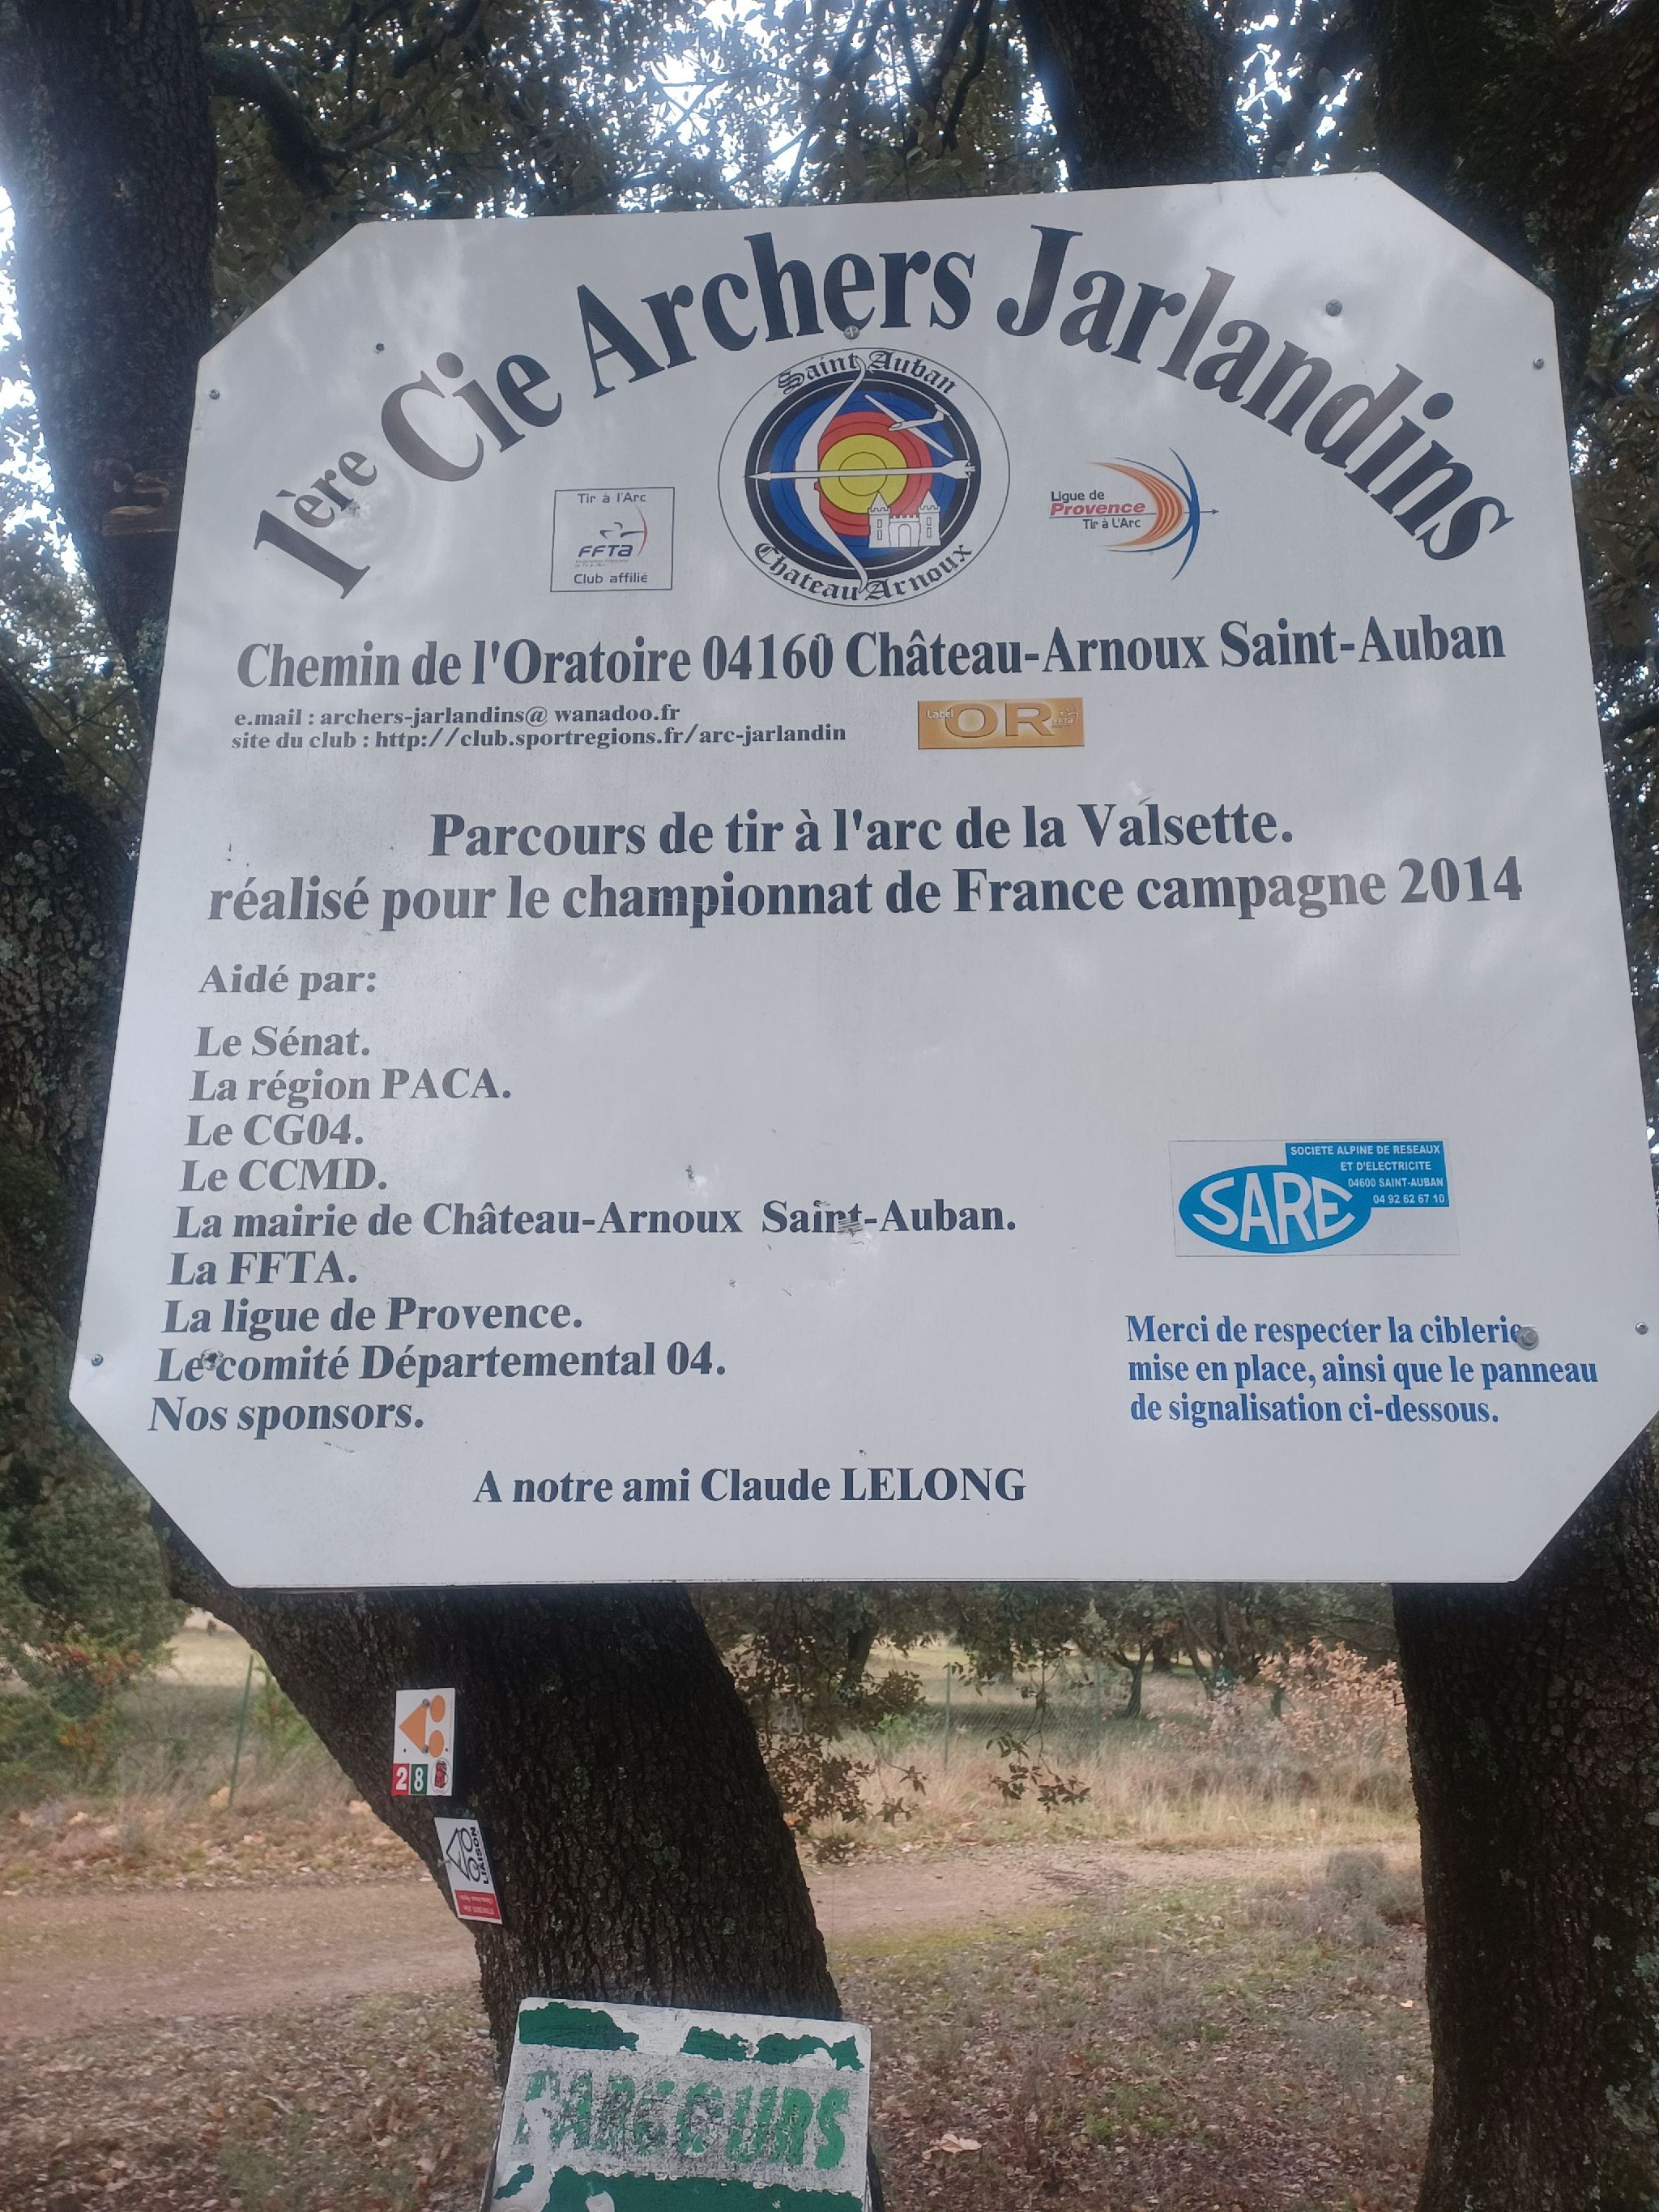 1ère Cie Archers Jarlandins
Saint Auban
Chateau Arnoux
Tir à l'Arc
FFTA
Club affilié
Ligue de
Provence
Tir à L'Arc
Chemin de l'Oratoire 04160 Château-Arnoux Saint-Auban
e.mail : archers-jarlandins@ wanadoo.fr
site du club : http://club.sportregions.fr/arc-jarlandin
Label OR
Parcours de tir à l'arc de la Valsette.
réalisé pour le championnat de France campagne 2014
Aidé par:
Le Sénat.
La région PACA.
Le CG04.
Le CCMD.
La mairie de Château-Arnoux Saint-Auban.
La FFTA.
La ligue de Provence.
Le comité Départemental 04.
Nos sponsors.
SOCIETE ALPINE DE RESEAUX
ET D'ELECTRICITE
04600 SAINT-AUBAN
04 92 62 67 10
SARE
Merci de respecter la ciblerie
mise en place, ainsi que le panneau
de signalisation ci-dessous.
A notre ami Claude LELONG
28
LIAISON
PARCOURS